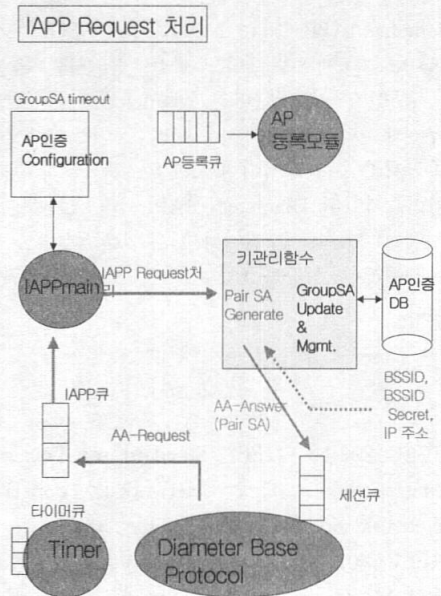 IAPP Request 처리
GroupSA timeout
AP인증
Configuration
AP등록큐
AP
등록모듈
IAPPmain
IAPP Request처
리
키관리함수
Pair SA
Generate
GroupSA
Update
&
Mgmt.
AP인증
DB
BSSID,
BSSID
Secret,
IP 주소
IAPP큐
AA-Request
AA-Answer
(Pair SA)
세션큐
타이머큐
Timer
Diameter Base
Protocol